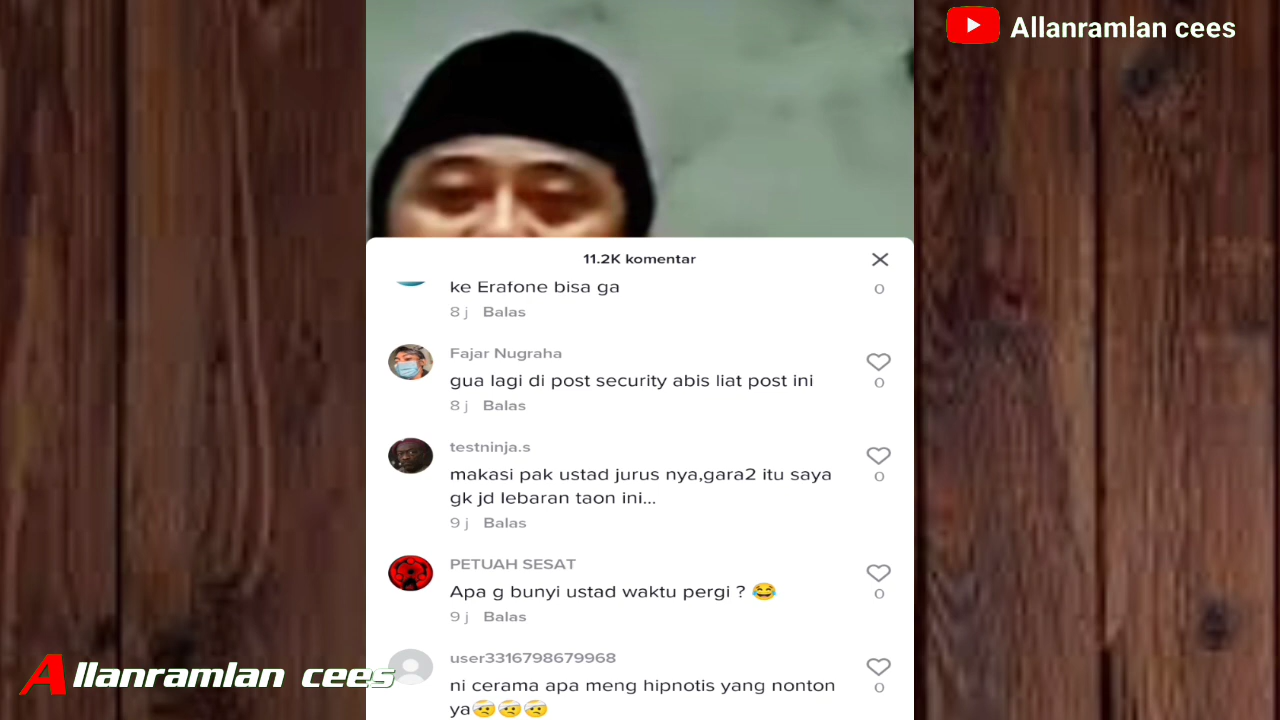 Allanramlan cees
11.2K komentar
ke Erafone bisa ga
0
8 j Balas
Fajar Nugraha
gua lagi di post security abis liat post ini
0
8 j Balas
testninja.s
makasi pak ustad jurus nya,gara2 itu saya
0
gk jd lebaran taon ini...
9 j Balas
PETUAH SESAT
Apa g bunyi ustad waktu pergi ? 😂
0
9 j Balas
user3316798679968
ni cerama apa meng hipnotis yang nonton
0
ya🤕🤕🤕
Allanramlan cees